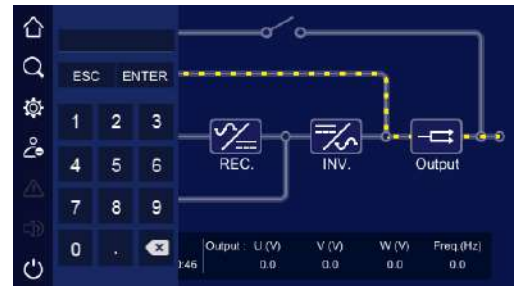 ESC ENTER
1 2 3
4 5 6
7 8 9
0 .
REC. INV. Output
Output : U (V) V (V) W (V) Freq.(Hz)
:46 0.0 0.0 0.0 0.0